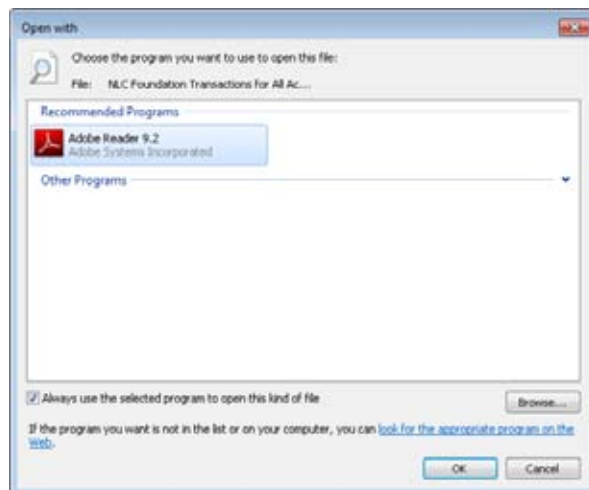 Open with
Choose the program you want to use to open this file:
File: NLC Foundation Transactions for All Ac....
Recommended Programs
Adobe Reader 9.2
Adobe Systems Incorporated
Other Programs
Always use the selected program to open this kind of file
Browse...
If the program you want is not in the list or on your computer, you can look for the appropriate program on the
Web.
OK Cancel